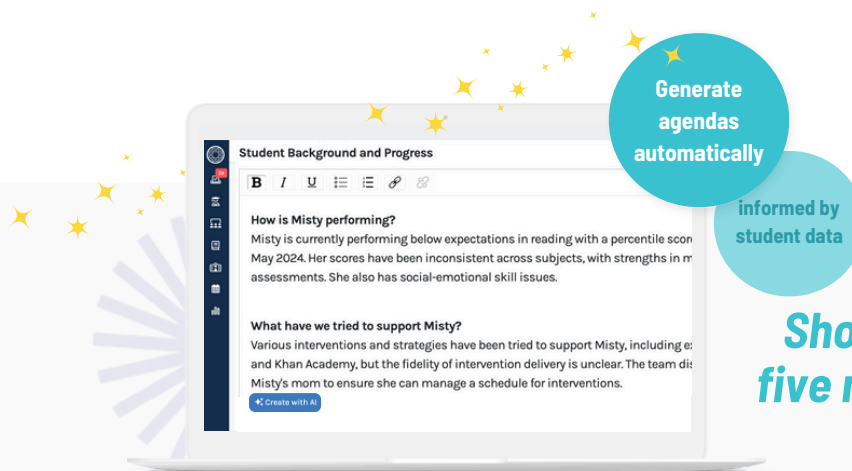 Generate
agendas
automatically
informed by
student data
Student Background and Progress
B I U
How is Misty performing?
Misty is currently performing below expectations in reading with a percentile
May 2024. Her scores have been inconsistent across subjects, with strengths in
assessments. She also has social-emotional skill issues.
What have we tried to support Misty?
Various interventions and strategies have been tried to support Misty, including
and Khan Academy, but the fidelity of intervention delivery is unclear. The team
Misty's mom to ensure she can manage a schedule for interventions.
Create with AI
five